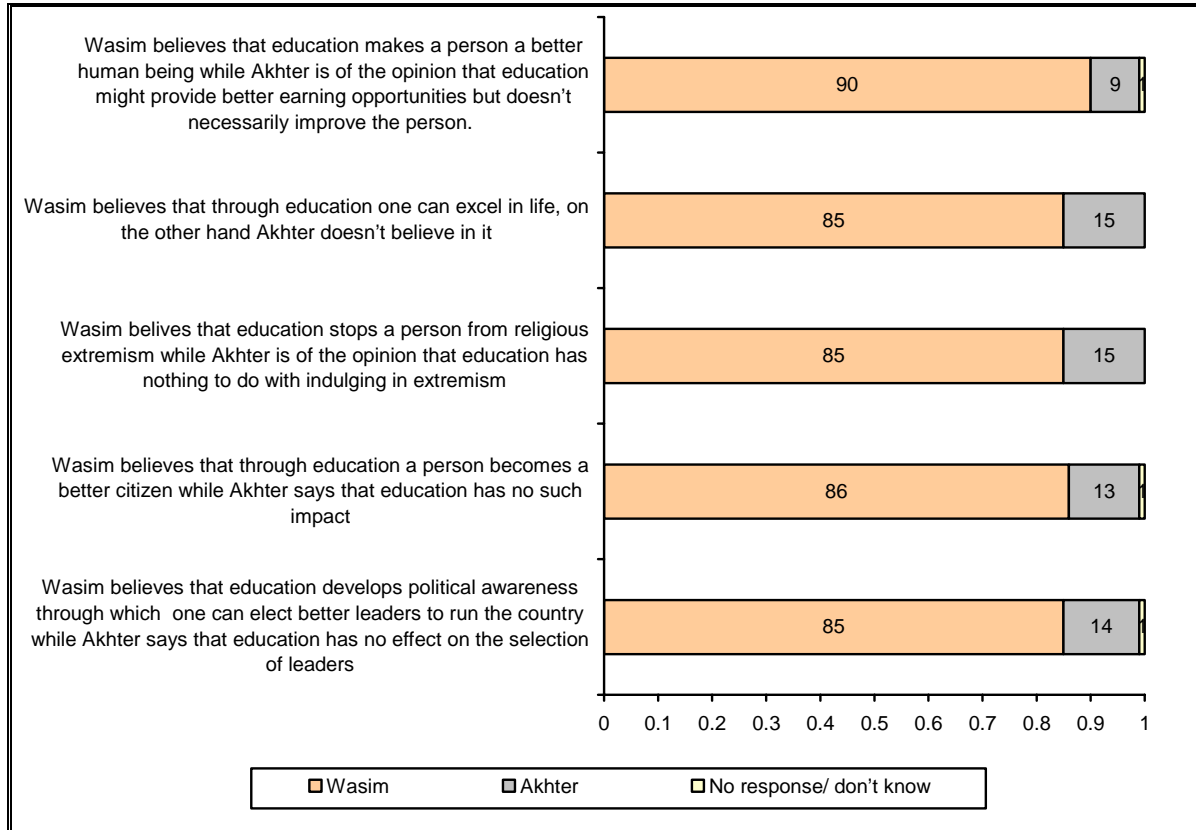 Wasim believes that education makes a person a better
human being while Akhter is of the opinion that education
might provide better earning opportunities but doesn’t
necessarily improve the person.
90
9
1
Wasim believes that through education one can excel in life, on
the other hand Akhter doesn’t believe in it
85
15
Wasim belives that education stops a person from religious
extremism while Akhter is of the opinion that education has
nothing to do with indulging in extremism
85
15
Wasim believes that through education a person becomes a
better citizen while Akhter says that education has no such
impact
86
13
1
Wasim believes that education develops political awareness
through which one can elect better leaders to run the country
while Akhter says that education has no effect on the selection
of leaders
85
14
1
0 0.1 0.2 0.3 0.4 0.5 0.6 0.7 0.8 0.9 1
Wasim Akhter No response/ don’t know